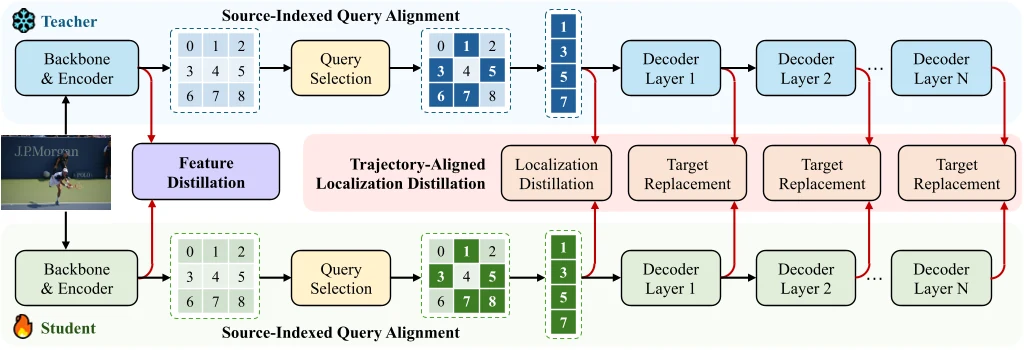 Source-Indexed Query Alignment
Teacher
Backbone
& Encoder
0 1 2
3 4 5
6 7 8
Query
Selection
0 1 2
3 4 5
6 7 8
1
3
5
7
Decoder
Layer 1
Decoder
Layer 2
...
Decoder
Layer N
J.P.Morgan
Feature
Distillation
Trajectory-Aligned
Localization Distillation
Localization
Distillation
Target
Replacement
Target
Replacement
Target
Replacement
Backbone
& Encoder
0 1 2
3 4 5
6 7 8
Query
Selection
0 1 2
3 4 5
6 7 8
1
3
5
7
Decoder
Layer 1
Decoder
Layer 2
...
Decoder
Layer N
Student
Source-Indexed Query Alignment